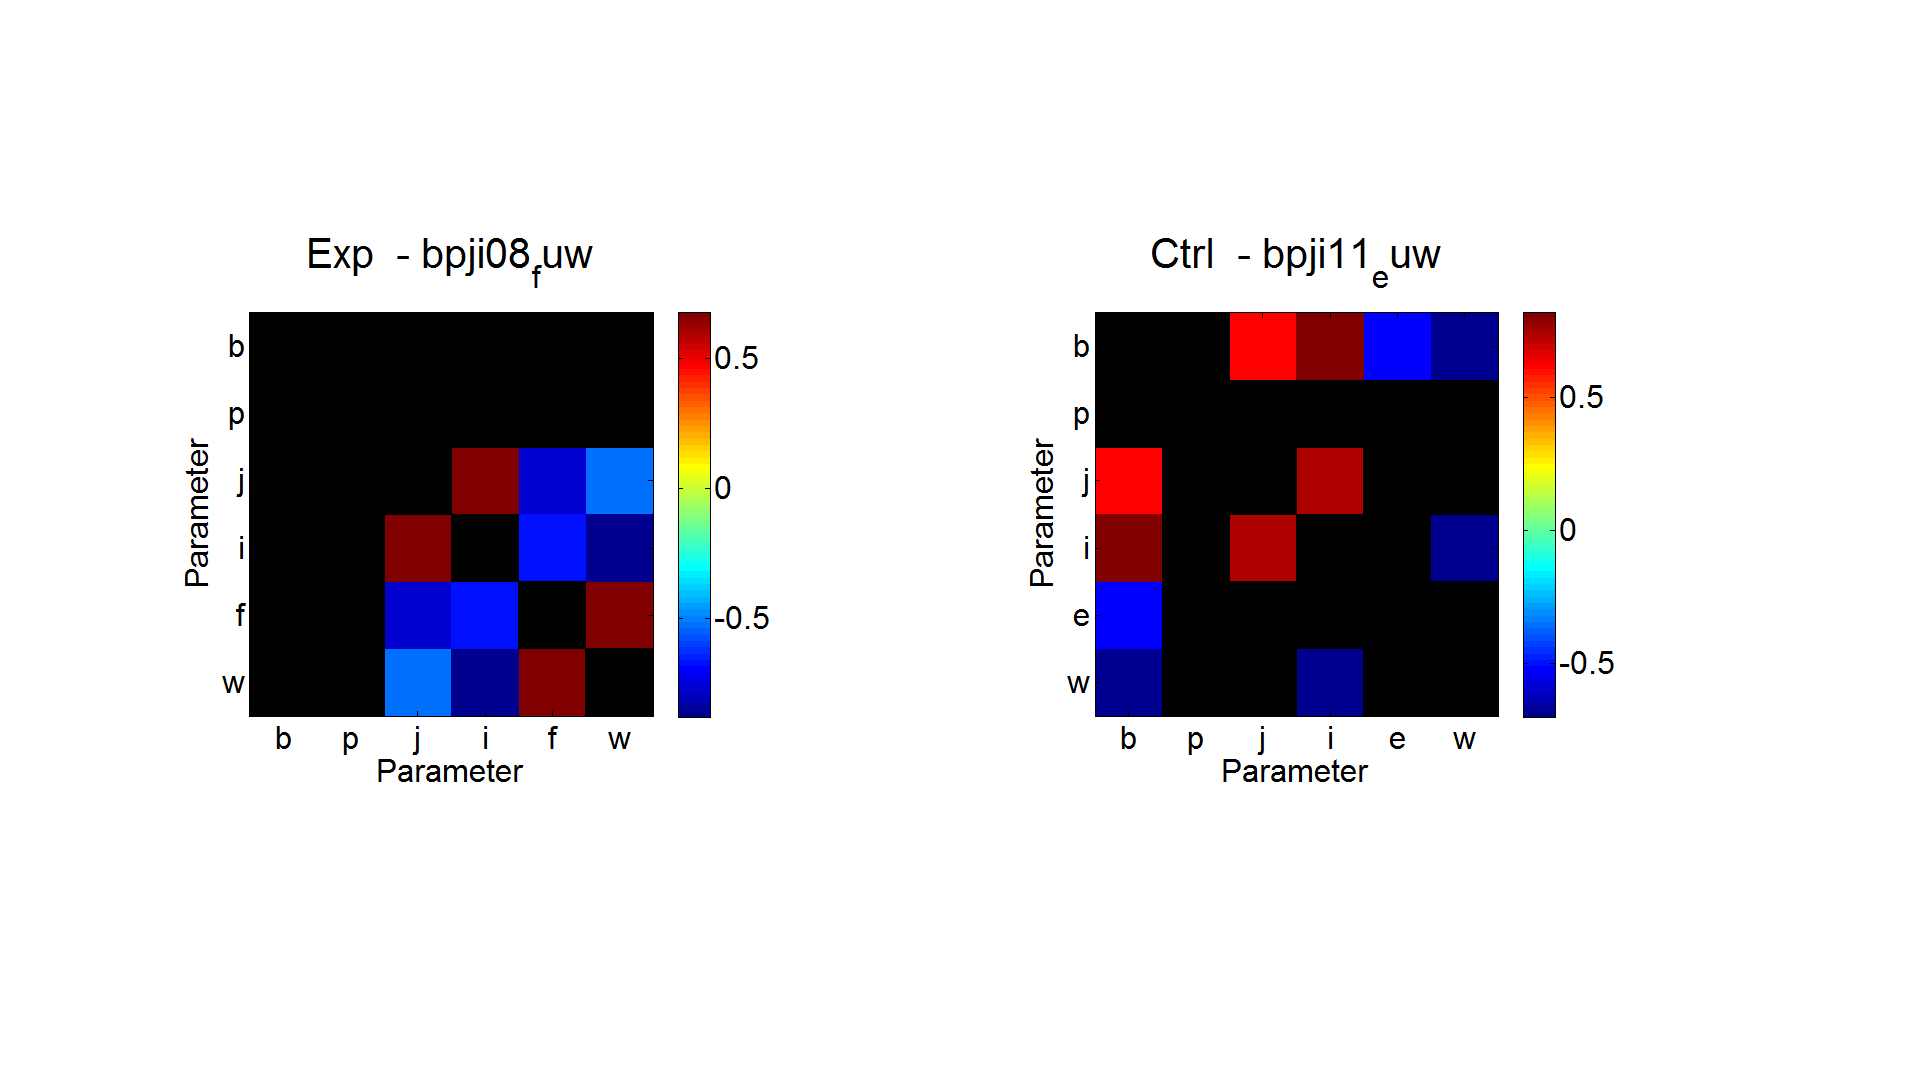 Exp - bpji08fuw
b
p
j
i
f
w
Parameter
b p j i f w
Parameter
0.5
0
-0.5
Ctrl - bpji11euw
b
p
j
i
e
w
Parameter
b p j i e w
Parameter
0.5
0
-0.5